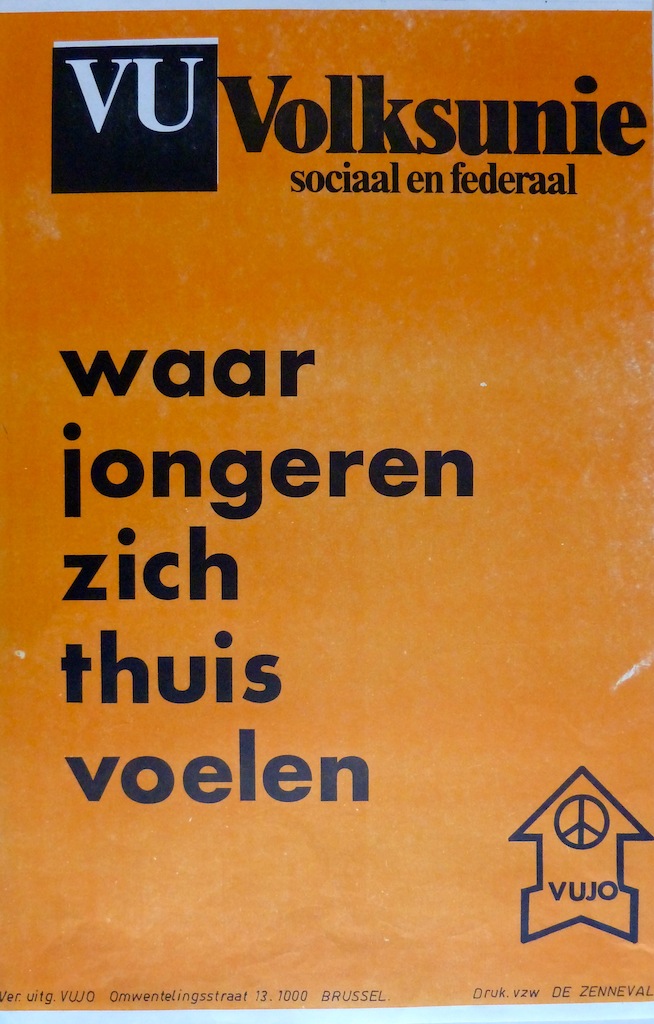 VU Volksunie
sociaal en federaal
waar
jongeren
zich
thuis
voelen
VUJO
Ver. uitg. VUJO Omwentelingsstraat 13. 1000 BRUSSEL. Druk. vzw DE ZENNEVAL